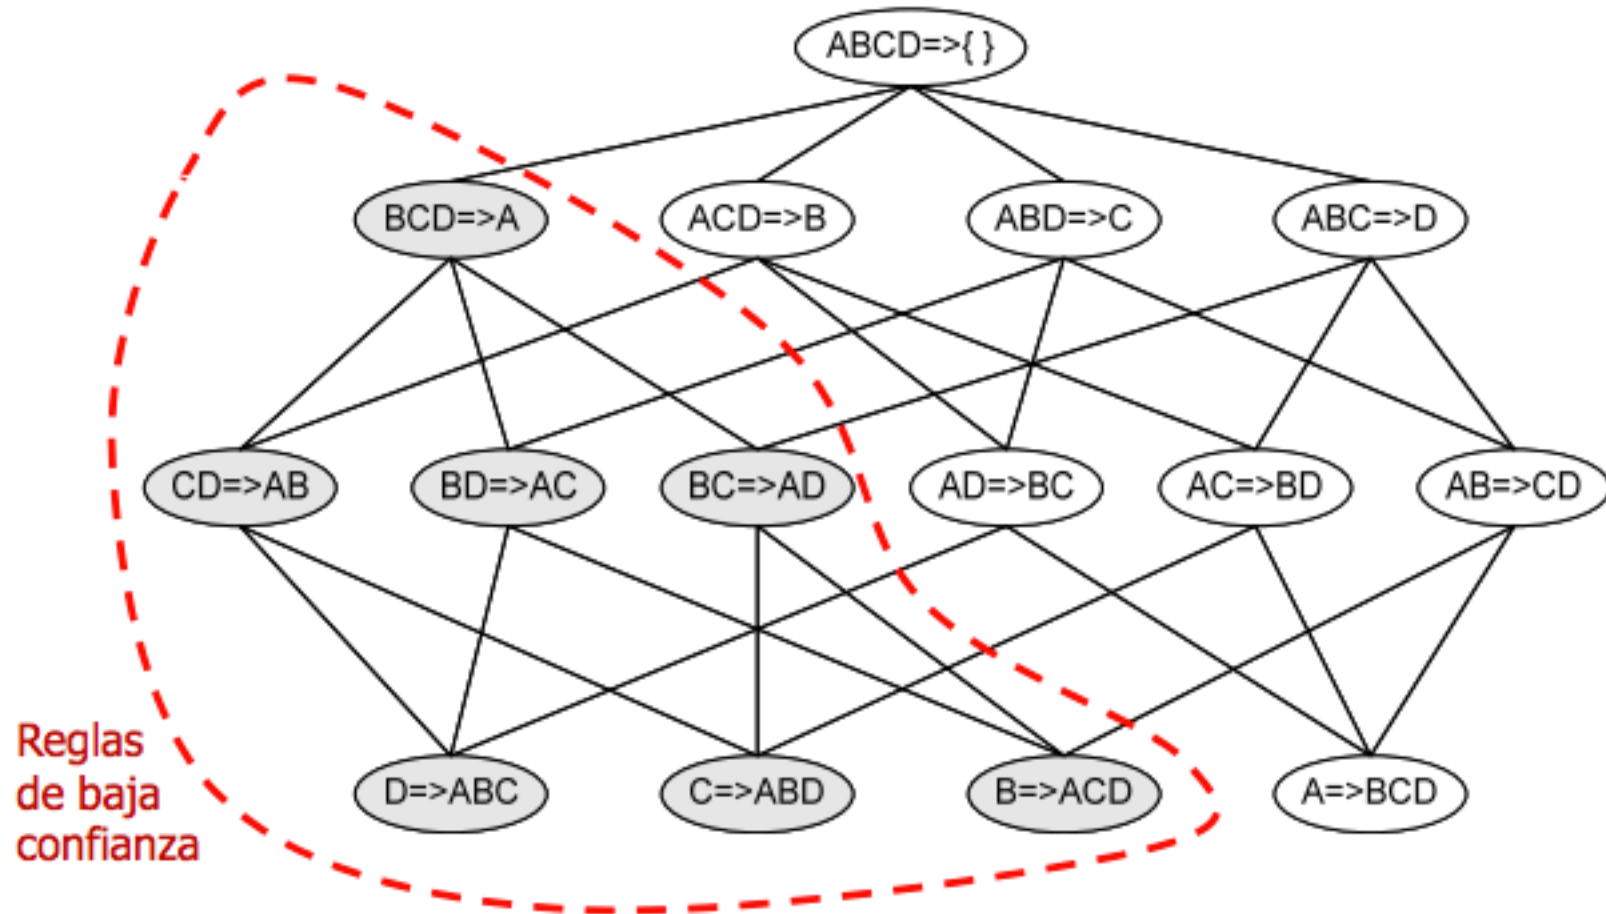 ABCD=>{ }
BCD=>A
ACD=>B
ABD=>C
ABC=>D
CD=>AB
BD=>AC
BC=>AD
AD=>BC
AC=>BD
AB=>CD
Reglas
de baja
confianza
D=>ABC
C=>ABD
B=>ACD
A=>BCD